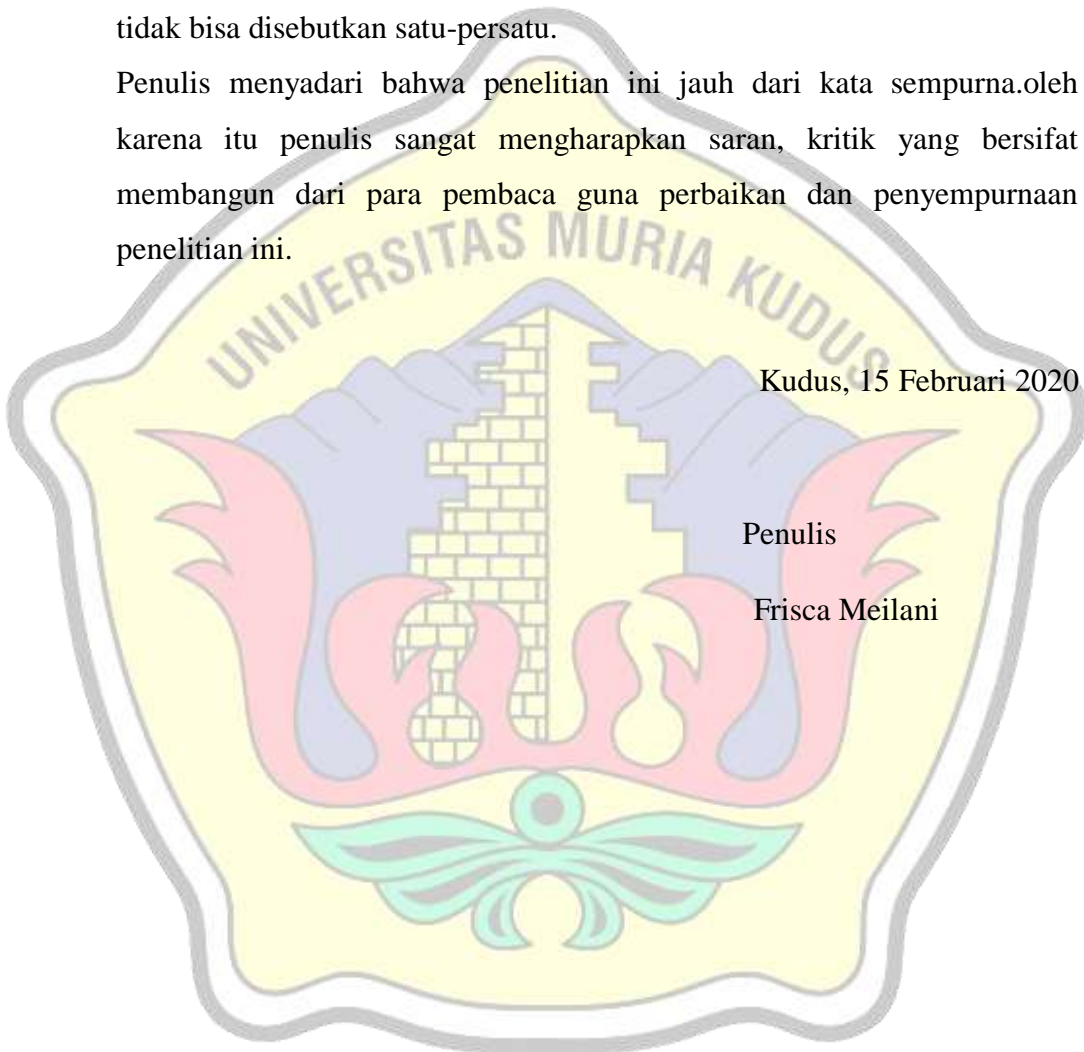 tidak bisa disebutkan satu-persatu.
Penulis menyadari bahwa penelitian ini jauh dari kata sempurna.oleh
karena itu penulis sangat mengharapkan saran, kritik yang bersifat
membangun dari para pembaca guna perbaikan dan penyempurnaan
penelitian ini.
UNIVERSITAS MURIA KUDUS
Kudus, 15 Februari 2020
Penulis
Frisca Meilani